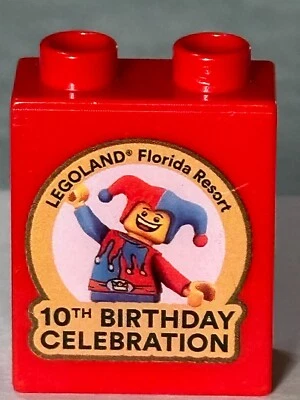 LEGOLAND® Florida Resort
10TH BIRTHDAY
CELEBRATION